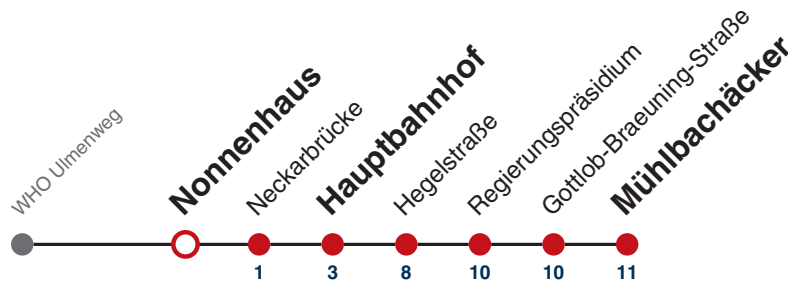 WHO Ulmenweg
Nonnenhaus
Neckarbrücke
Hauptbahnhof
Hegelstraße
Regierungspräsidium
Gottlob-Braeuning-Straße
Mühlbachäcker
1 3 8 10 10 11